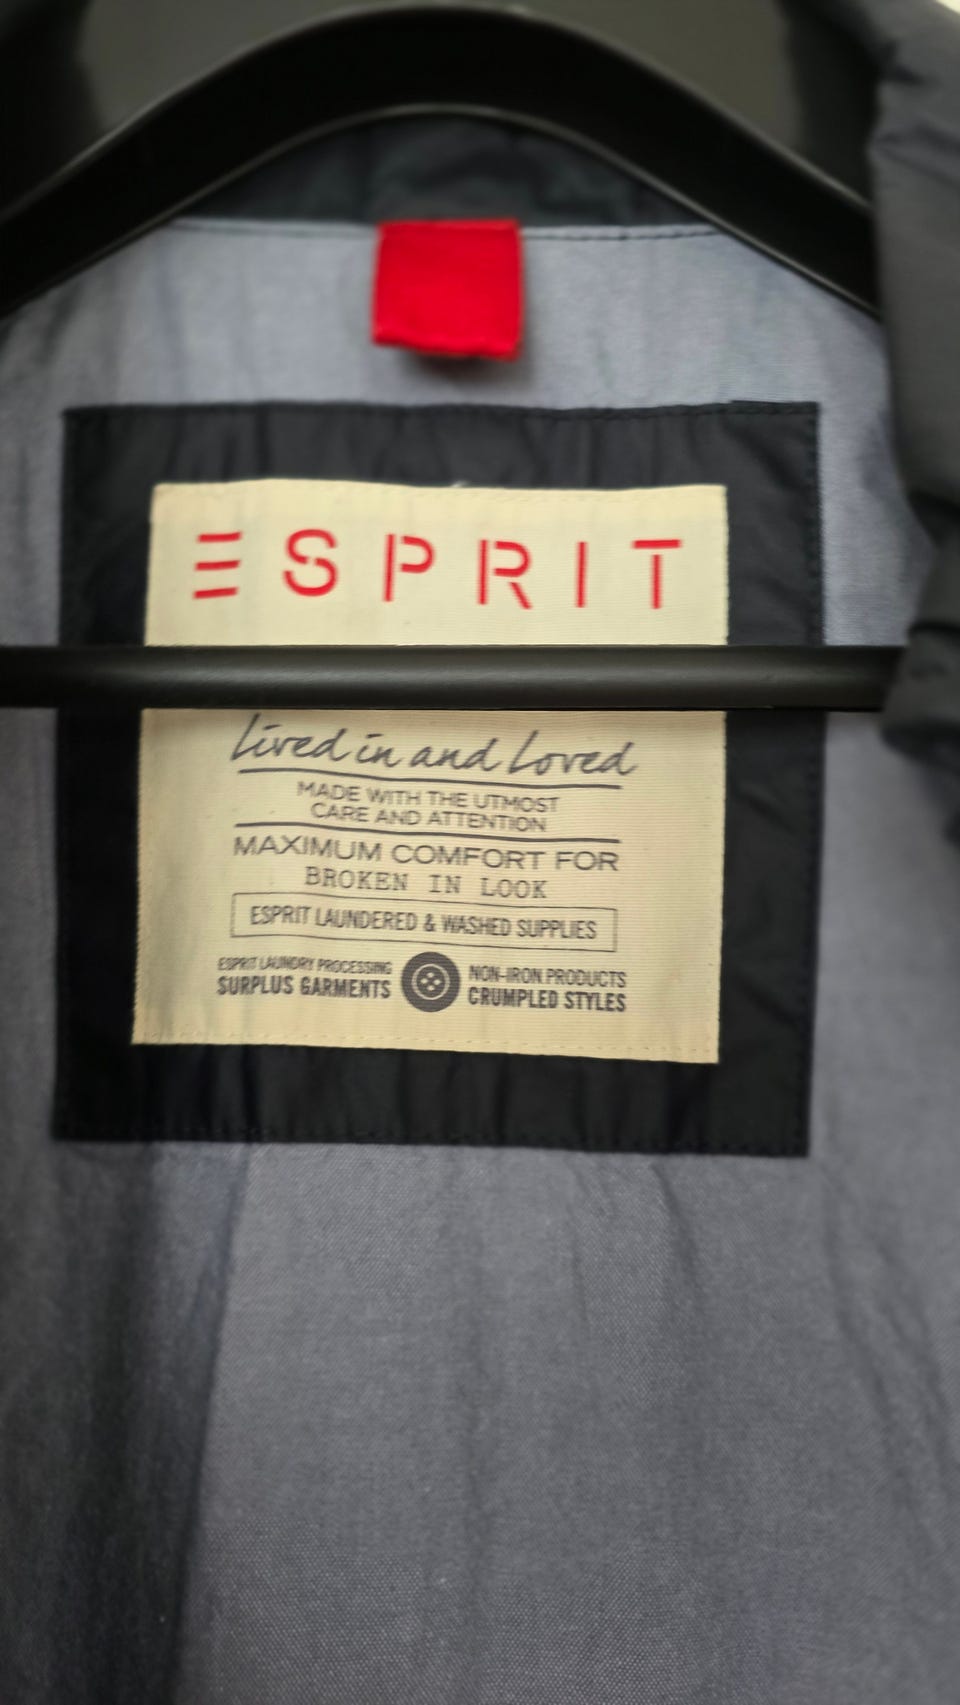 ESPRIT
Lived in and Loved
MADE WITH THE UTMOST
CARE AND ATTENTION
MAXIMUM COMFORT FOR
BROKEN IN LOOK
ESPRIT LAUNDERED & WASHED SUPPLIES
ESPRIT LAUNDRY PROCESSING
SURPLUS GARMENTS
NON-IRON PRODUCTS
CRUMPLED STYLES